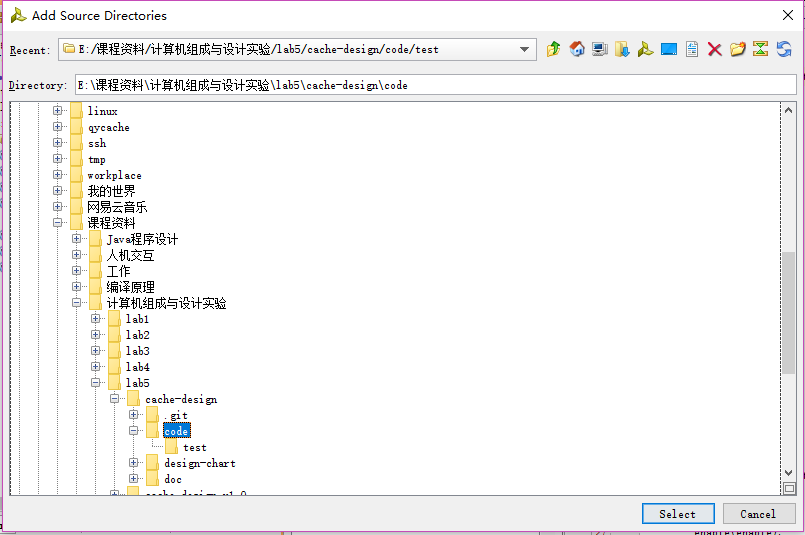 Add Source Directories
Recent: E:/课程资料/计算机组成与设计实验/lab5/cache-design/code/test
Directory: E:\课程资料\计算机组成与设计实验\lab5\cache-design\code
linux
qycache
ssh
tmp
workplace
我的世界
网易云音乐
课程资料
Java程序设计
人机交互
工作
编译原理
计算机组成与设计实验
lab1
lab2
lab3
lab4
lab5
cache-design
.git
code
test
design-chart
doc
Select Cancel